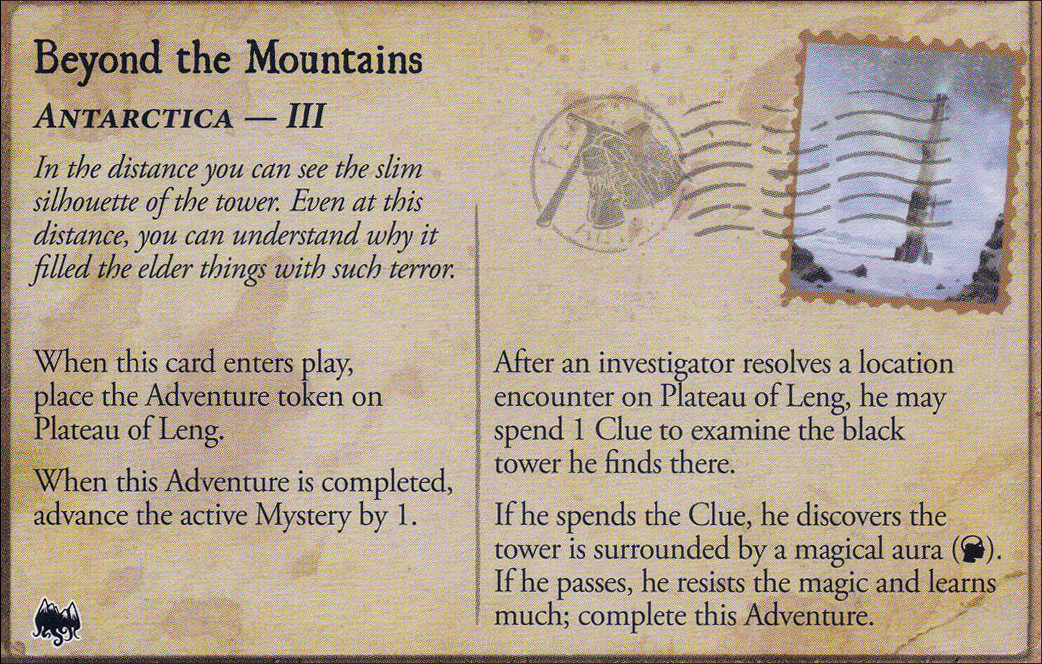 Beyond the Mountains
Antarctica — III
In the distance you can see the slim
silhouette of the tower. Even at this
distance, you can understand why it
filled the elder things with such terror.
When this card enters play,
place the Adventure token on
Plateau of Leng.
When this Adventure is completed,
advance the active Mystery by 1.
After an investigator resolves a location
encounter on Plateau of Leng, he may
spend 1 Clue to examine the black
tower he finds there.
If he spends the Clue, he discovers the
tower is surrounded by a magical aura ( ).
If he passes, he resists the magic and learns
much; complete this Adventure.